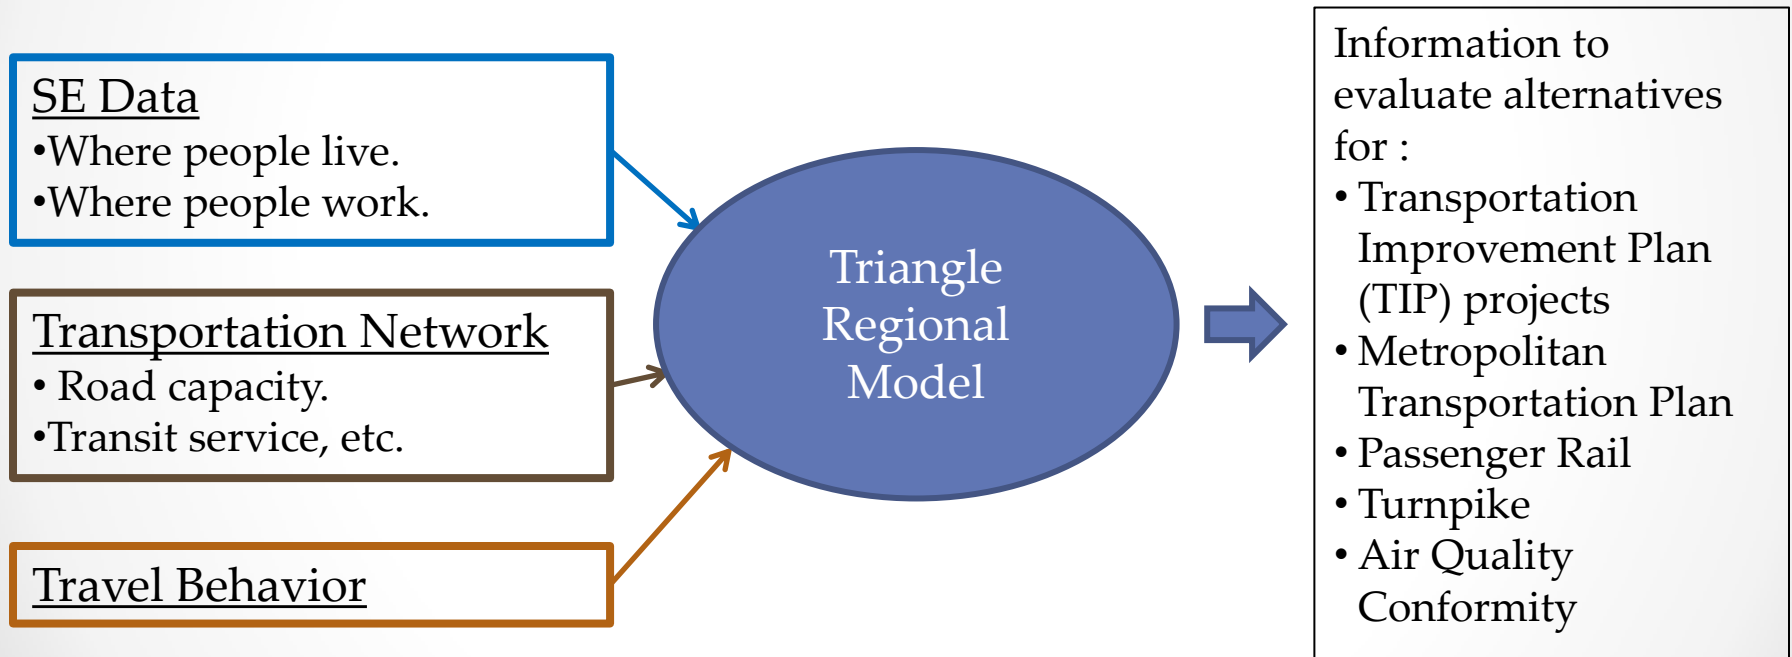 SE Data
•Where people live.
•Where people work.
Transportation Network
• Road capacity.
•Transit service, etc.
Travel Behavior
Triangle
Regional
Model
Information to
evaluate alternatives
for :
• Transportation
Improvement Plan
(TIP) projects
• Metropolitan
Transportation Plan
• Passenger Rail
• Turnpike
• Air Quality
Conformity